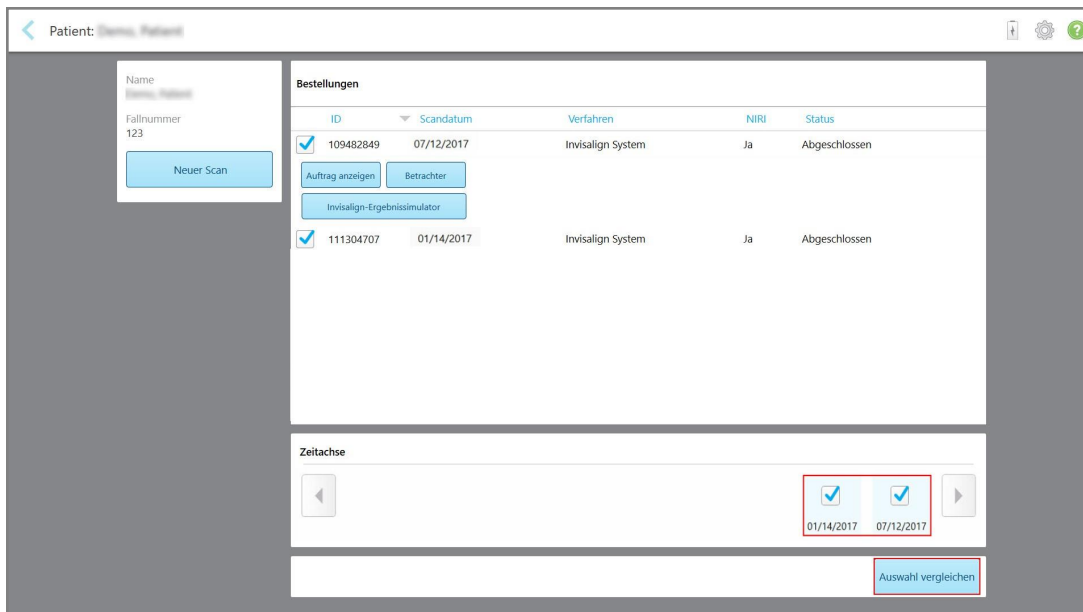 Patient:
?
Name
Fallnummer
123
Neuer Scan
Bestellungen
ID Scandatum Verfahren NIRI Status
109482849 07/12/2017 Invisalign System Ja Abgeschlossen
Auftrag anzeigen Betrachter
Invisalign-Ergebnissimulator
111304707 01/14/2017 Invisalign System Ja Abgeschlossen
Zeitachse
01/14/2017 07/12/2017
Auswahl vergleichen